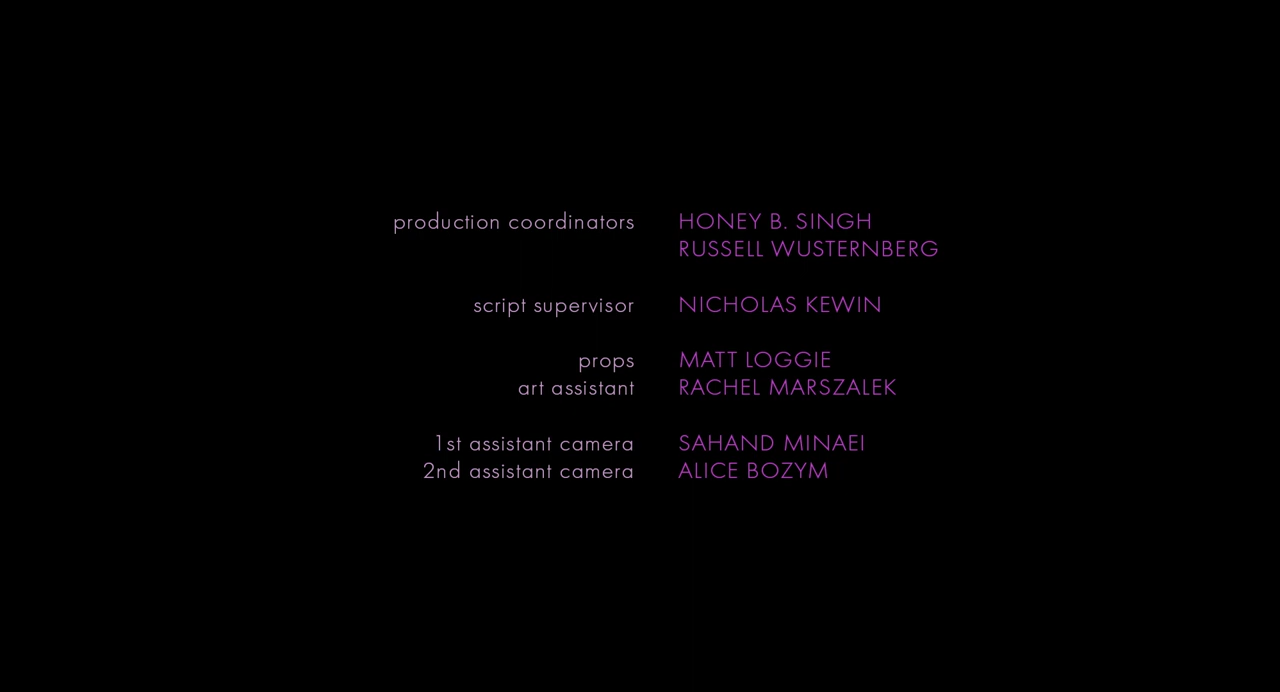 production coordinators HONEY B. SINGH
RUSSELL WUSTERNBERG
script supervisor NICHOLAS KEWIN
props MATT LOGGIE
art assistant RACHEL MARSZALEK
1st assistant camera SAHAND MINAEI
2nd assistant camera ALICE BOZYM